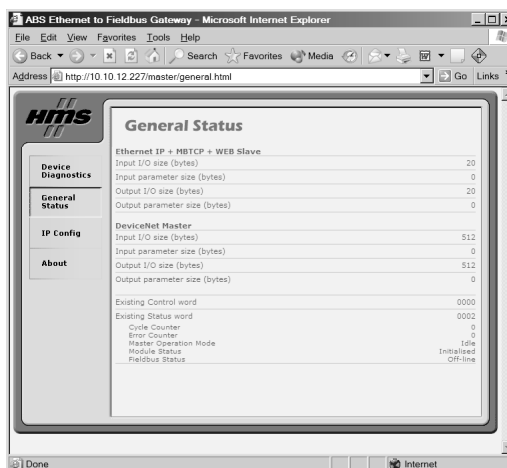 ABS Ethernet to Fieldbus Gateway - Microsoft Internet Explorer
File Edit View Favorites Tools Help
Back Search Favorites Media
Address http://10.10.12.227/master/general.html Go Links
HMS
General Status
Device Diagnostics
General Status
IP Config
About
Ethernet IP + MBTCP + WEB Slave
Input I/O size (bytes) 20
Input parameter size (bytes) 0
Output I/O size (bytes) 20
Output parameter size (bytes) 0
DeviceNet Master
Input I/O size (bytes) 512
Input parameter size (bytes) 0
Output I/O size (bytes) 512
Output parameter size (bytes) 0
Existing Control word 0000
Existing Status word 0002
Cycle Counter 0
Error Counter 0
Master Operation Mode Idle
Module Status Initialised
Fieldbus Status Off-line
Done Internet